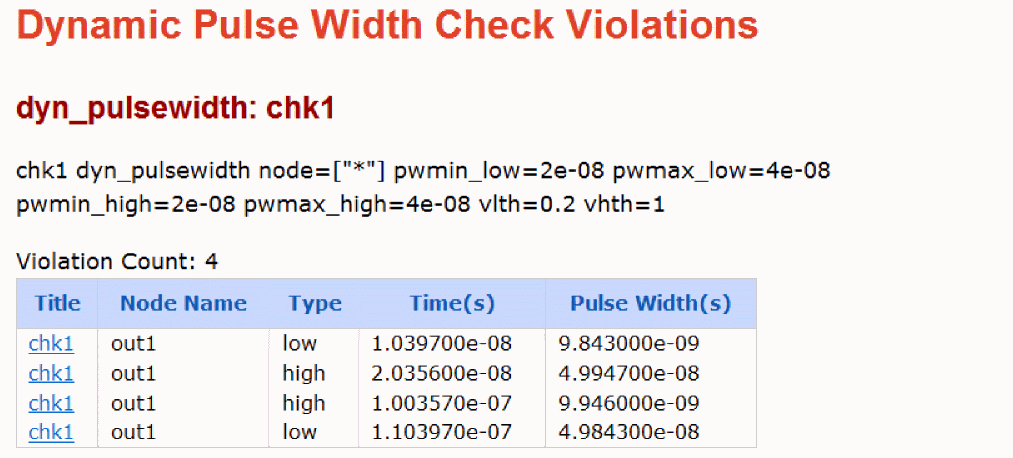 Dynamic Pulse Width Check Violations
dyn_pulsewidth: chk1
chk1 dyn_pulsewidth node=["*"] pwmin_low=2e-08 pwmax_low=4e-08
pwmin_high=2e-08 pwmax_high=4e-08 vlth=0.2 vhth=1
Violation Count: 4
Title Node Name Type Time(s) Pulse Width(s)
chk1 out1 low 1.039700e-08 9.843000e-09
chk1 out1 high 2.035600e-08 4.994700e-08
chk1 out1 high 1.003570e-07 9.946000e-09
chk1 out1 low 1.103970e-07 4.984300e-08